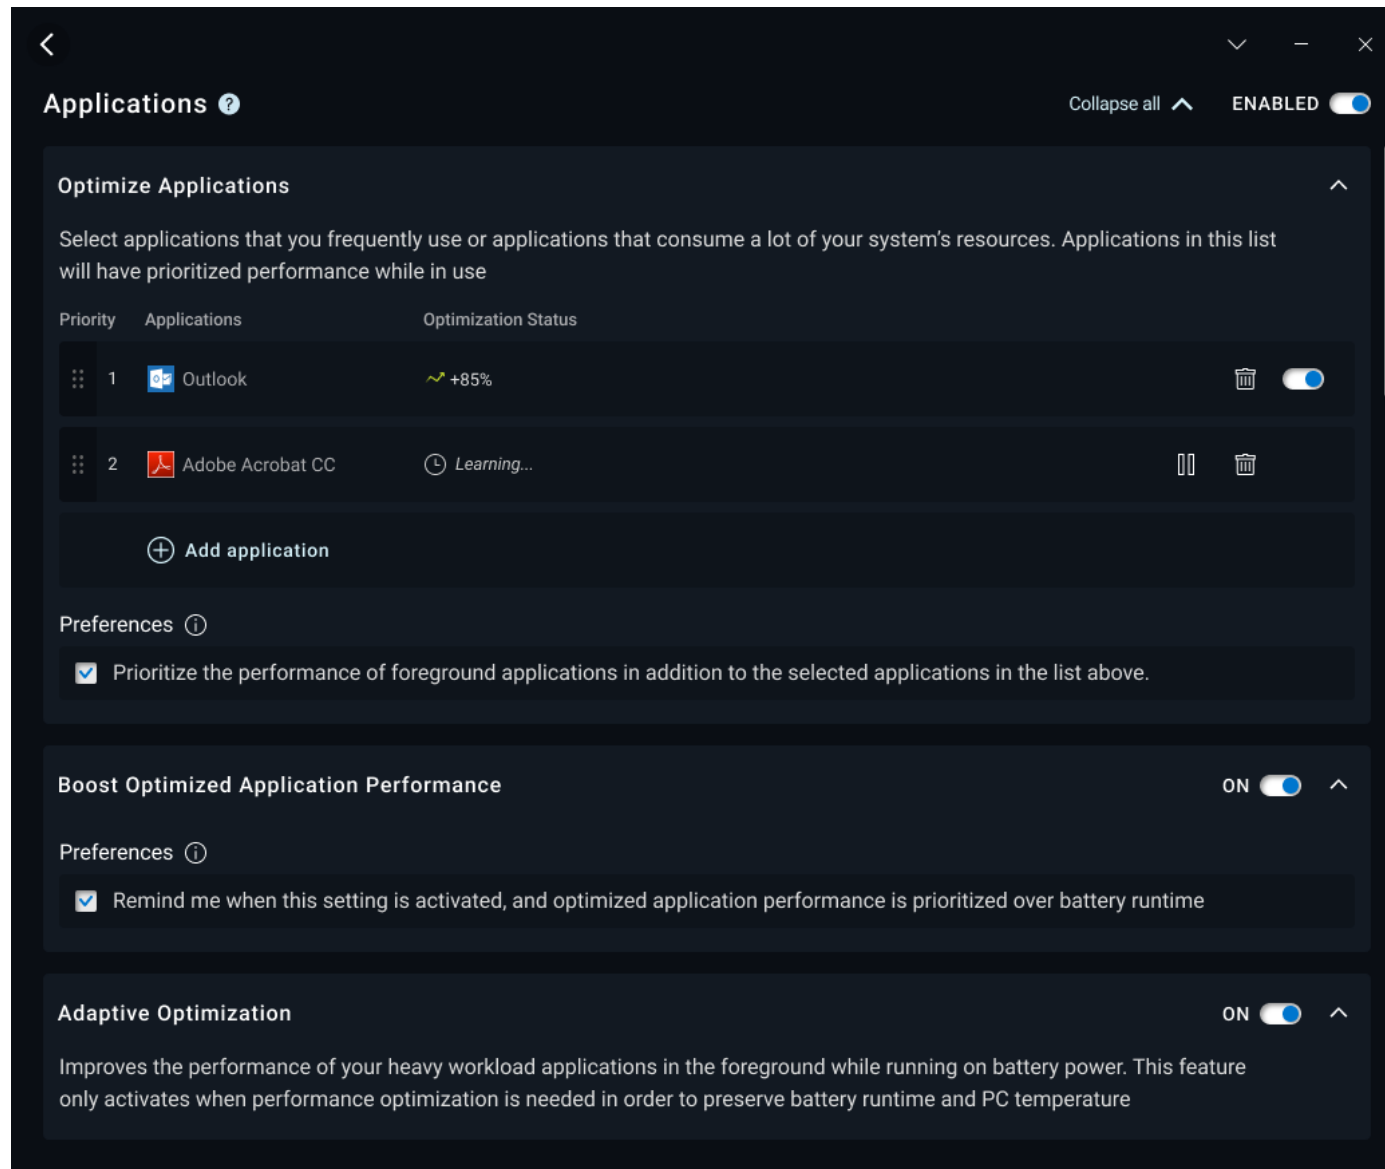 Applications ?
Collapse all
ENABLED
Optimize Applications
Select applications that you frequently use or applications that consume a lot of your system’s resources. Applications in this list
will have prioritized performance while in use
Priority Applications Optimization Status
1 Outlook +85%
2 Adobe Acrobat CC Learning...
Add application
Preferences
Prioritize the performance of foreground applications in addition to the selected applications in the list above.
Boost Optimized Application Performance ON
Preferences
Remind me when this setting is activated, and optimized application performance is prioritized over battery runtime
Adaptive Optimization ON
Improves the performance of your heavy workload applications in the foreground while running on battery power. This feature
only activates when performance optimization is needed in order to preserve battery runtime and PC temperature